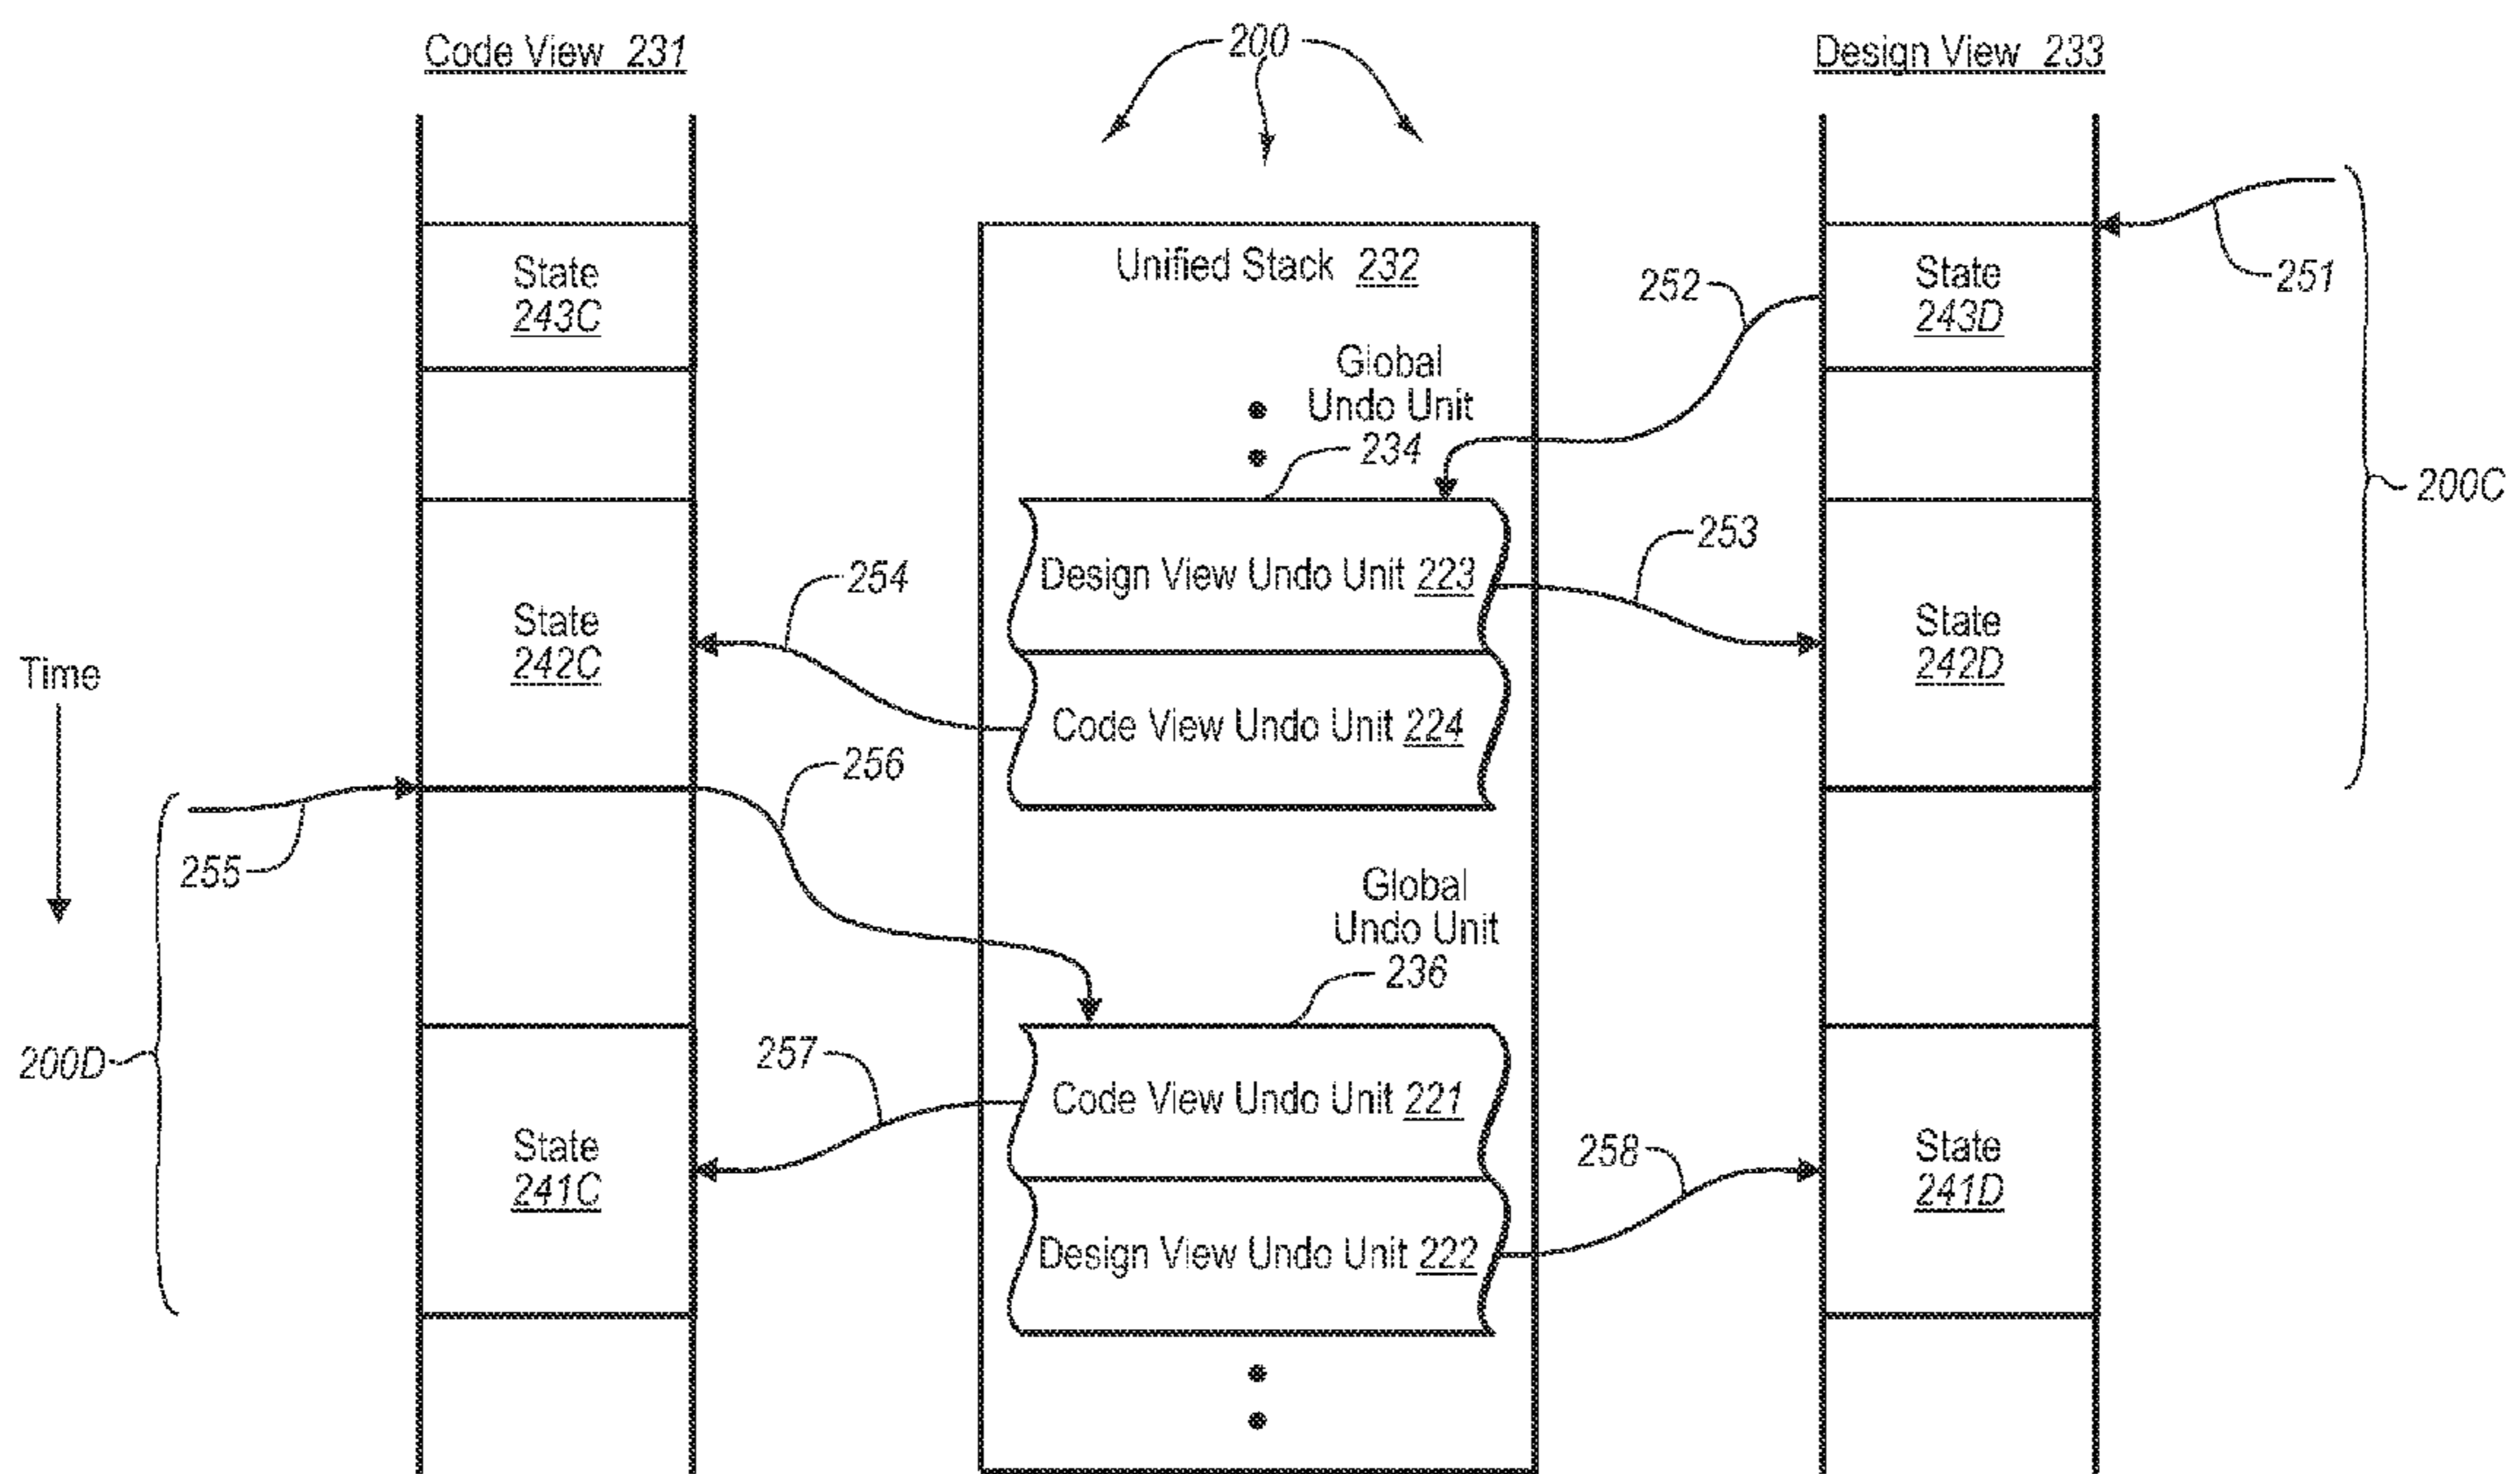 Code View 231
200
Design View 233
State
243C
Unified Stack 232
State
243D
251
252
Global
Undo Unit
234
200C
254
Design View Undo Unit 223
253
State
242C
State
242D
Time
Code View Undo Unit 224
256
255
Global
Undo Unit
236
200D
257
Code View Undo Unit 221
State
241C
258
State
241D
Design View Undo Unit 222